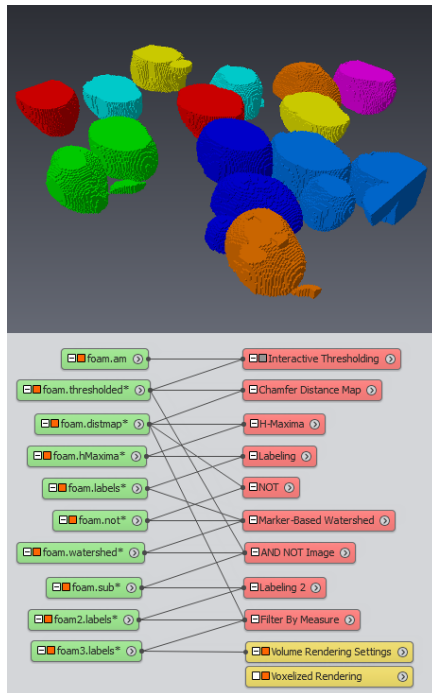 foam.am Interactive Thresholding
foam.thresholded* Chamfer Distance Map
foam.distmap* H-Maxima
foam.hMaxima* Labeling
foam.labels* NOT
foam.not* Marker-Based Watershed
foam.watershed* AND NOT Image
foam.sub* Labeling 2
foam2.labels* Filter By Measure
foam3.labels* Volume Rendering Settings
Voxelized Rendering